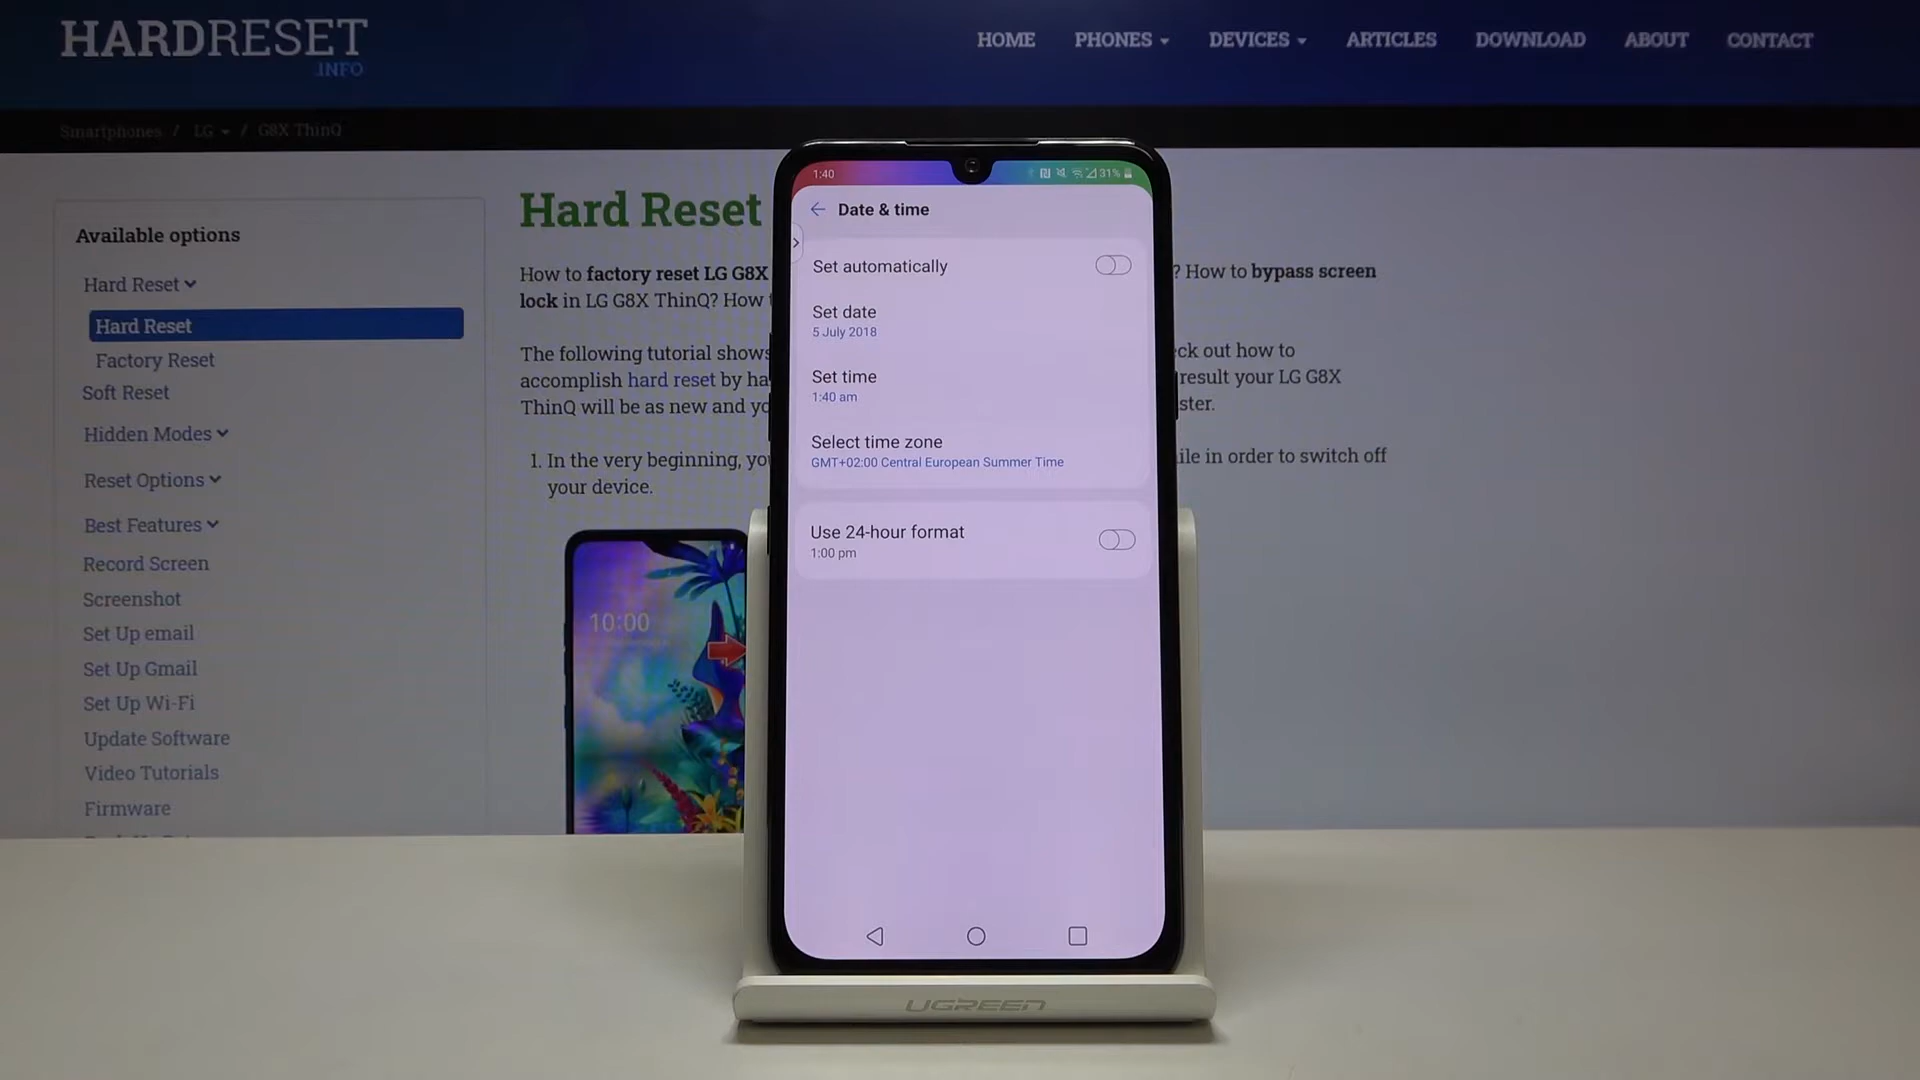 HARDRESET
.INFO
HOME PHONES DEVICES ARTICLES DOWNLOAD ABOUT CONTACT
Smartphones / LG / G8X ThinQ
Available options
Hard Reset
Hard Reset
Factory Reset
Soft Reset
Hidden Modes
Reset Options
Best Features
Record Screen
Screenshot
Set Up email
Set Up Gmail
Set Up Wi-Fi
Update Software
Video Tutorials
Firmware
Hard Reset
How to factory reset LG G8X ? How to bypass screen
lock in LG G8X ThinQ? How
The following tutorial shows out how to
accomplish hard reset by result your LG G8X
ThinQ will be as new and
1. In the very beginning, in order to switch off
your device.
10:00
1:40 31%
Date & time
Set automatically
Set date
5 July 2018
Set time
1:40 am
Select time zone
GMT+02:00 Central European Summer Time
Use 24-hour format
1:00 pm
UGREEN